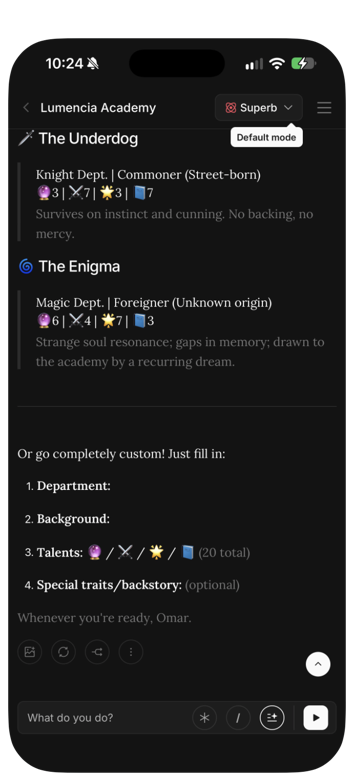 10:24
Lumencia Academy
Superb
Default mode
🗡️ The Underdog
Knight Dept. | Commoner (Street-born)
🔮3 | ⚔️7 | 🌟3 | 📘7
Survives on instinct and cunning. No backing, no
mercy.
🌀 The Enigma
Magic Dept. | Foreigner (Unknown origin)
🔮6 | ⚔️4 | 🌟7 | 📘3
Strange soul resonance; gaps in memory; drawn to
the academy by a recurring dream.
Or go completely custom! Just fill in:
1. Department:
2. Background:
3. Talents: 🔮 / ⚔️ / 🌟 / 📘 (20 total)
4. Special traits/backstory: (optional)
Whenever you're ready, Omar.
What do you do?
/